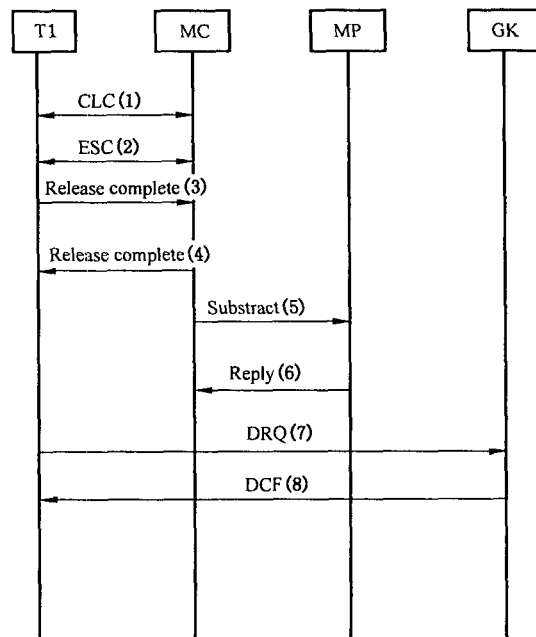 T1 MC MP GK
CLC(1)
ESC(2)
Release complete(3)
Release complete(4)
Substract(5)
Reply(6)
DRQ(7)
DCF(8)